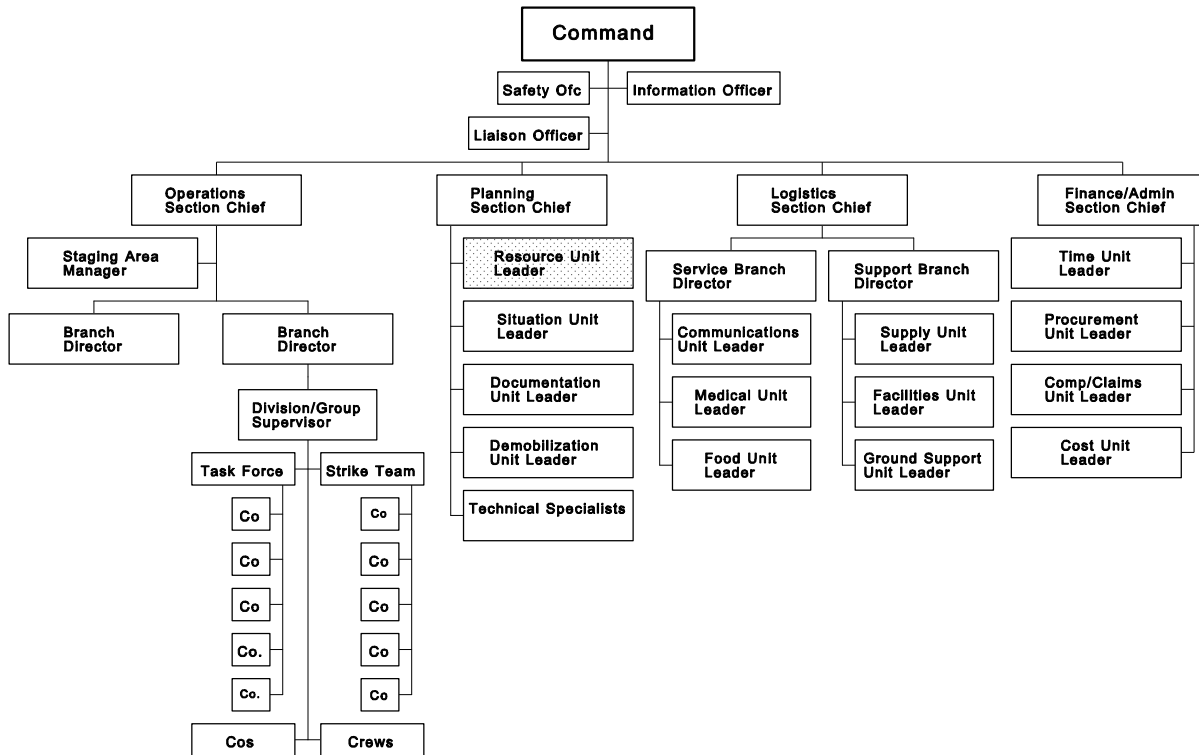 Command
Safety Ofc
Information Officer
Liaison Officer
Operations
Section Chief
Planning
Section Chief
Logistics
Section Chief
Finance/Admin
Section Chief
Staging Area
Manager
Branch
Director
Branch
Director
Division/Group
Supervisor
Task Force
Strike Team
Co
Co
Co
Co.
Co.
Co
Co
Co
Co
Co
Cos
Crews
Resource Unit
Leader
Situation Unit
Leader
Documentation
Unit Leader
Demobilization
Unit Leader
Technical Specialists
Service Branch
Director
Communications
Unit Leader
Medical Unit
Leader
Food Unit
Leader
Support Branch
Director
Supply Unit
Leader
Facilities Unit
Leader
Ground Support
Unit Leader
Time Unit
Leader
Procurement
Unit Leader
Comp/Claims
Unit Leader
Cost Unit
Leader